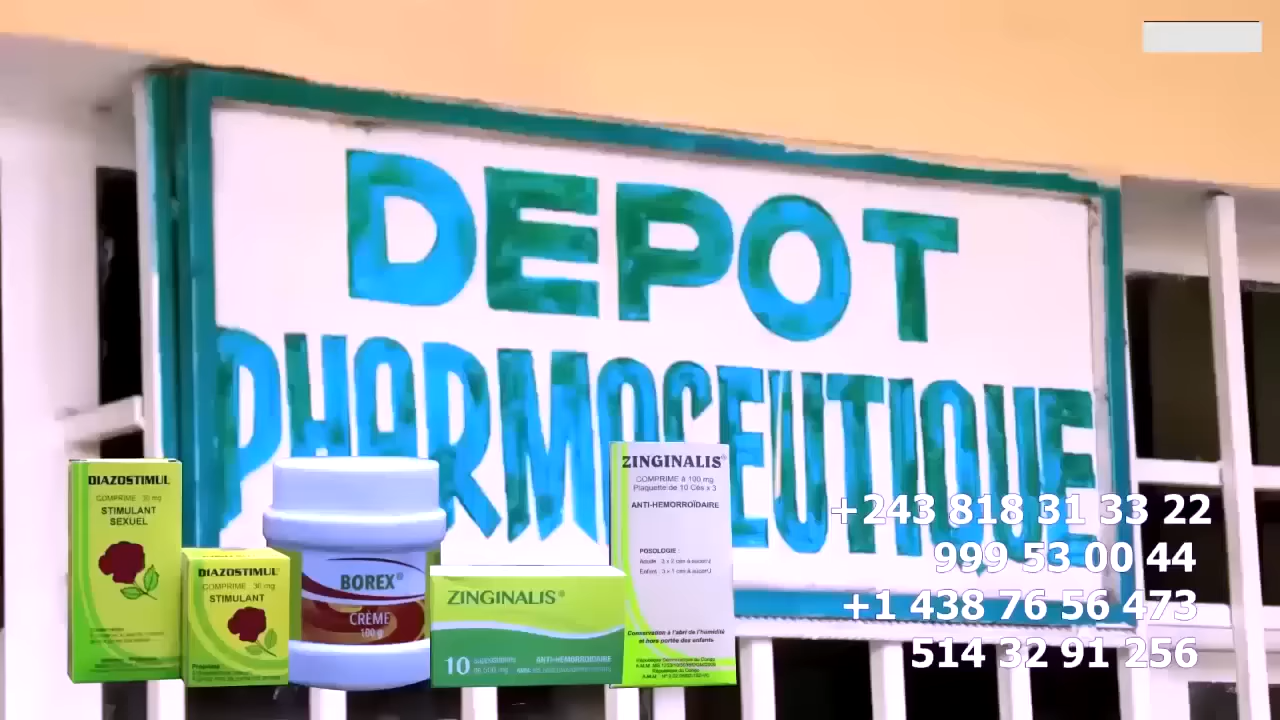 DEPOT
PHARMACEUTIQUE
DIAZOSTIMUL
COMPRIME 30 mg
STIMULANT
SEXUEL
DIAZOSTIMUL
COMPRIME 30 mg
STIMULANT
BOREX®
CRÈME
100 g
ZINGINALIS®
10
ANTI-HEMORROÏDAIRE
ZINGINALIS®
COMPRIME à 100 mg
Plaquette de 10 Cés x 3
ANTI-HEMORROÏDAIRE
POSOLOGIE :
Conservation à l'abri de l'humidité
et hors portée des enfants
+243 818 31 33 22
999 53 00 44
+1 438 76 56 473
514 32 91 256